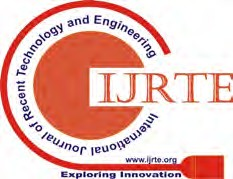 International Journal of Recent Technology and Engineering
IJRTE
www.ijrte.org
Exploring Innovation